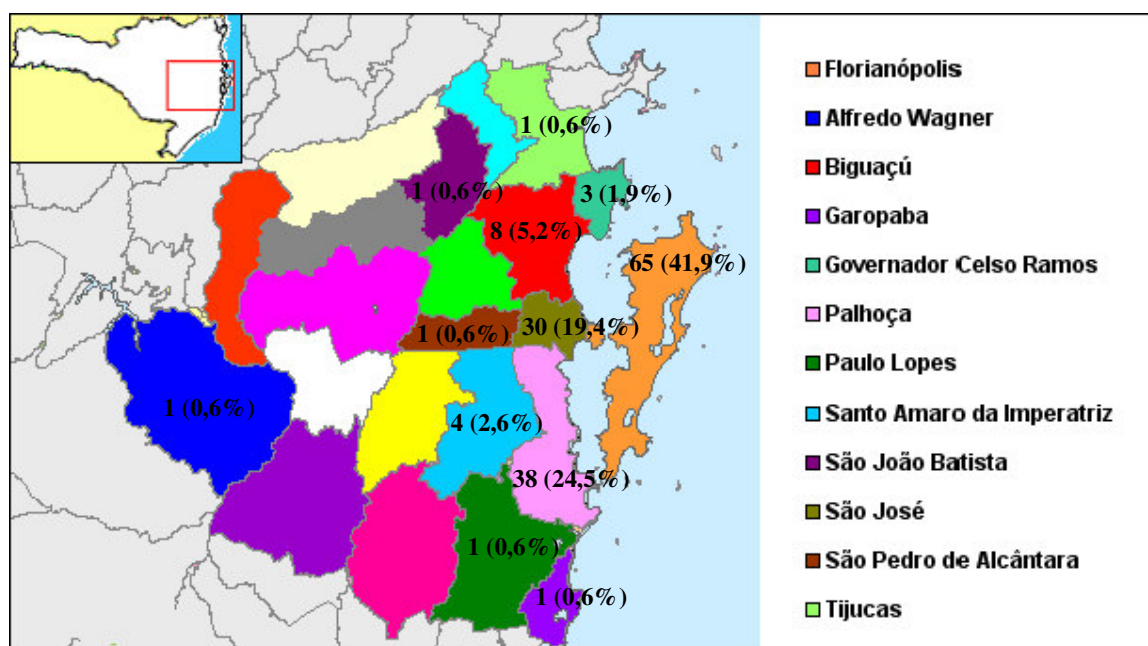 1 (0,6%)
1 (0,6%)
3 (1,9%)
8 (5,2%)
65 (41,9%)
1 (0,6%)
30 (19,4%)
1 (0,6%)
4 (2,6%)
38 (24,5%)
1 (0,6%)
1 (0,6%)
Florianópolis
Alfredo Wagner
Biguaçú
Garopaba
Governador Celso Ramos
Palhoça
Paulo Lopes
Santo Amaro da Imperatriz
São João Batista
São José
São Pedro de Alcântara
Tijucas